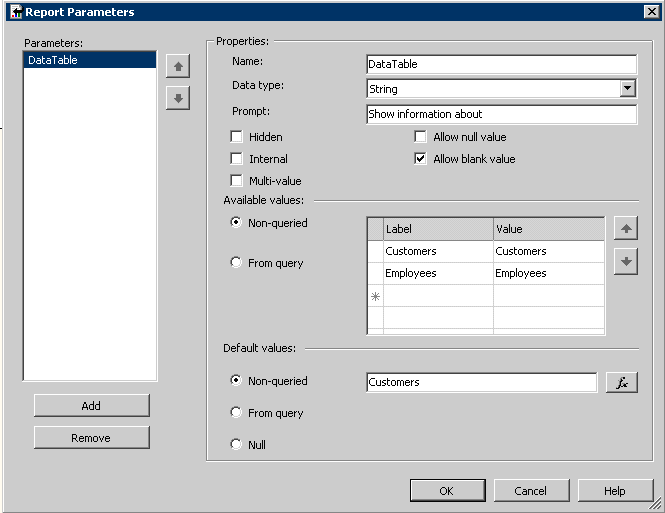 Report Parameters
Parameters:
DataTable
Add
Remove
Properties:
Name: DataTable
Data type: String
Prompt: Show information about
Hidden Allow null value
Internal Allow blank value
Multi-value
Available values:
Non-queried
From query
Label Value
Customers Customers
Employees Employees
Default values:
Non-queried Customers fx
From query
Null
OK Cancel Help